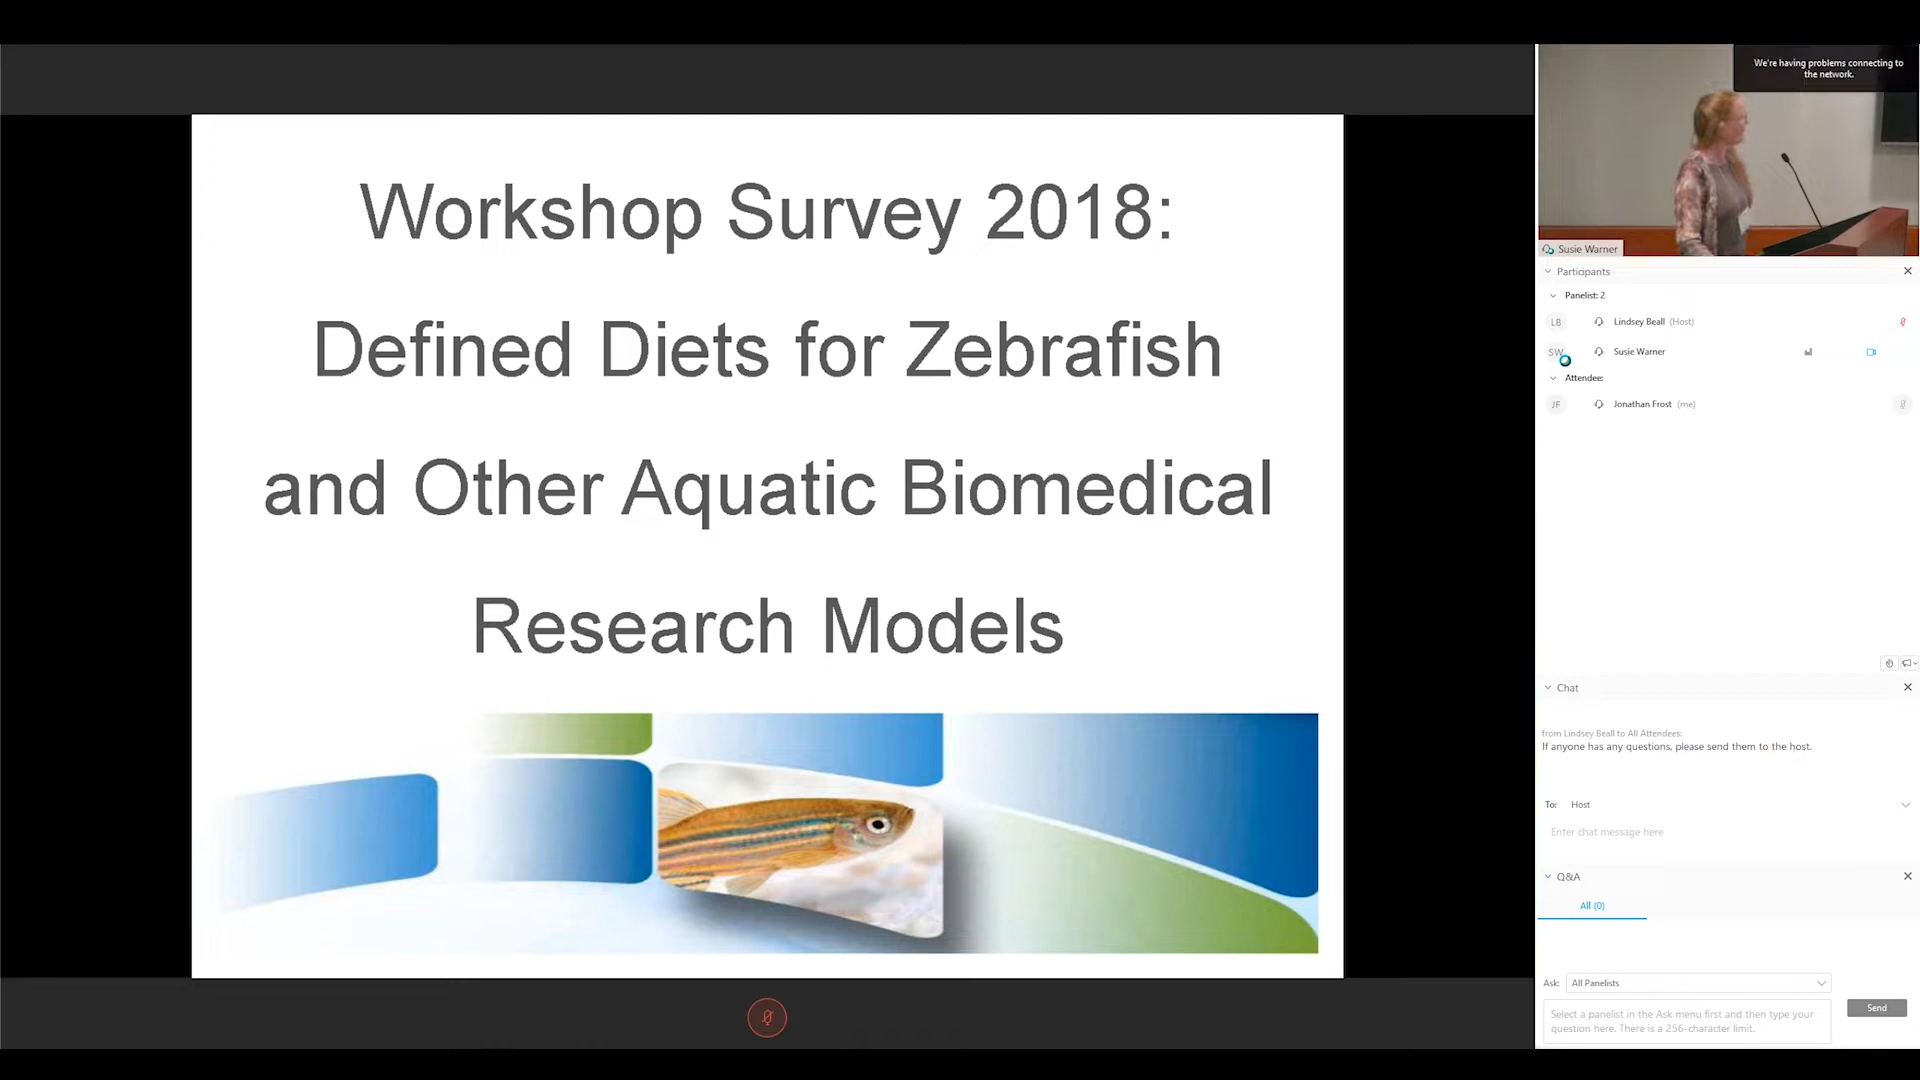 Workshop Survey 2018:
Defined Diets for Zebrafish
and Other Aquatic Biomedical
Research Models
We're having problems connecting to
the network.
Susie Warner
Participants
Panelist: 2
LB Lindsey Beall (Host)
SW Susie Warner
Attendee:
JF Jonathan Frost (me)
Chat
from Lindsey Beall to All Attendees:
If anyone has any questions, please send them to the host.
To: Host
Enter chat message here
Q&A
All (0)
Ask: All Panelists
Select a panelist in the Ask menu first and then type your
question here. There is a 256-character limit.
Send